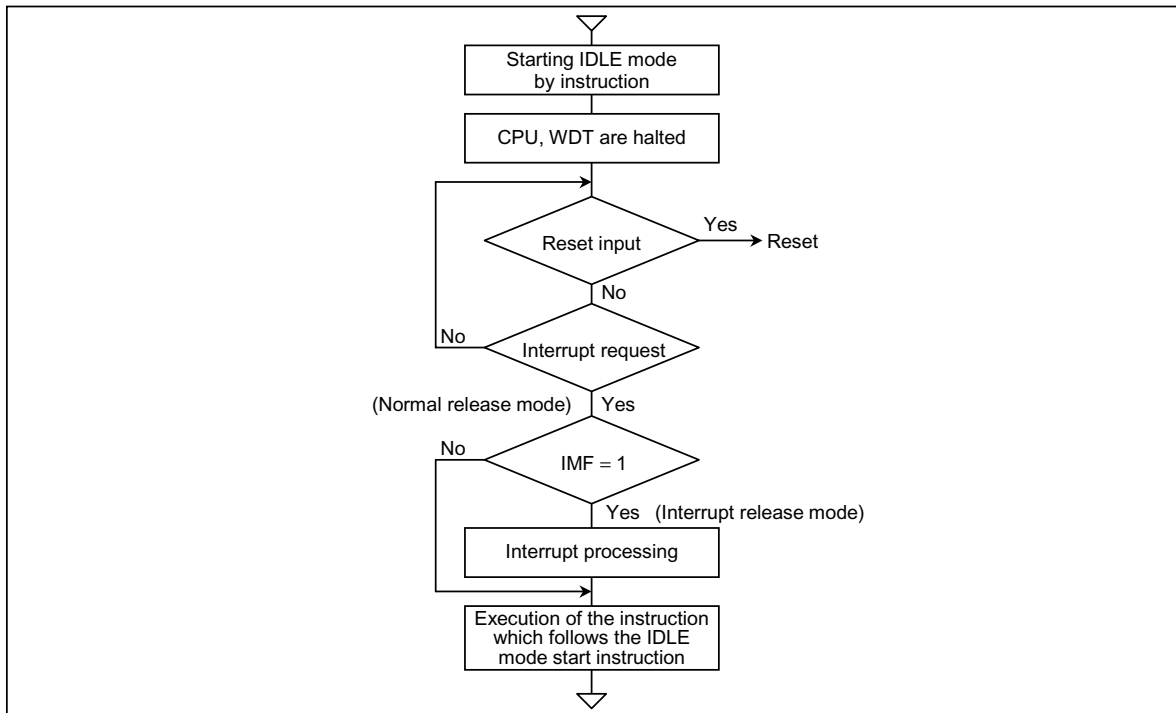 Starting IDLE mode
by instruction
CPU, WDT are halted
Yes
Reset input
Reset
No
No
Interrupt request
(Normal release mode)
Yes
No
IMF = 1
Yes
(Interrupt release mode)
Interrupt processing
Execution of the instruction
which follows the IDLE
mode start instruction